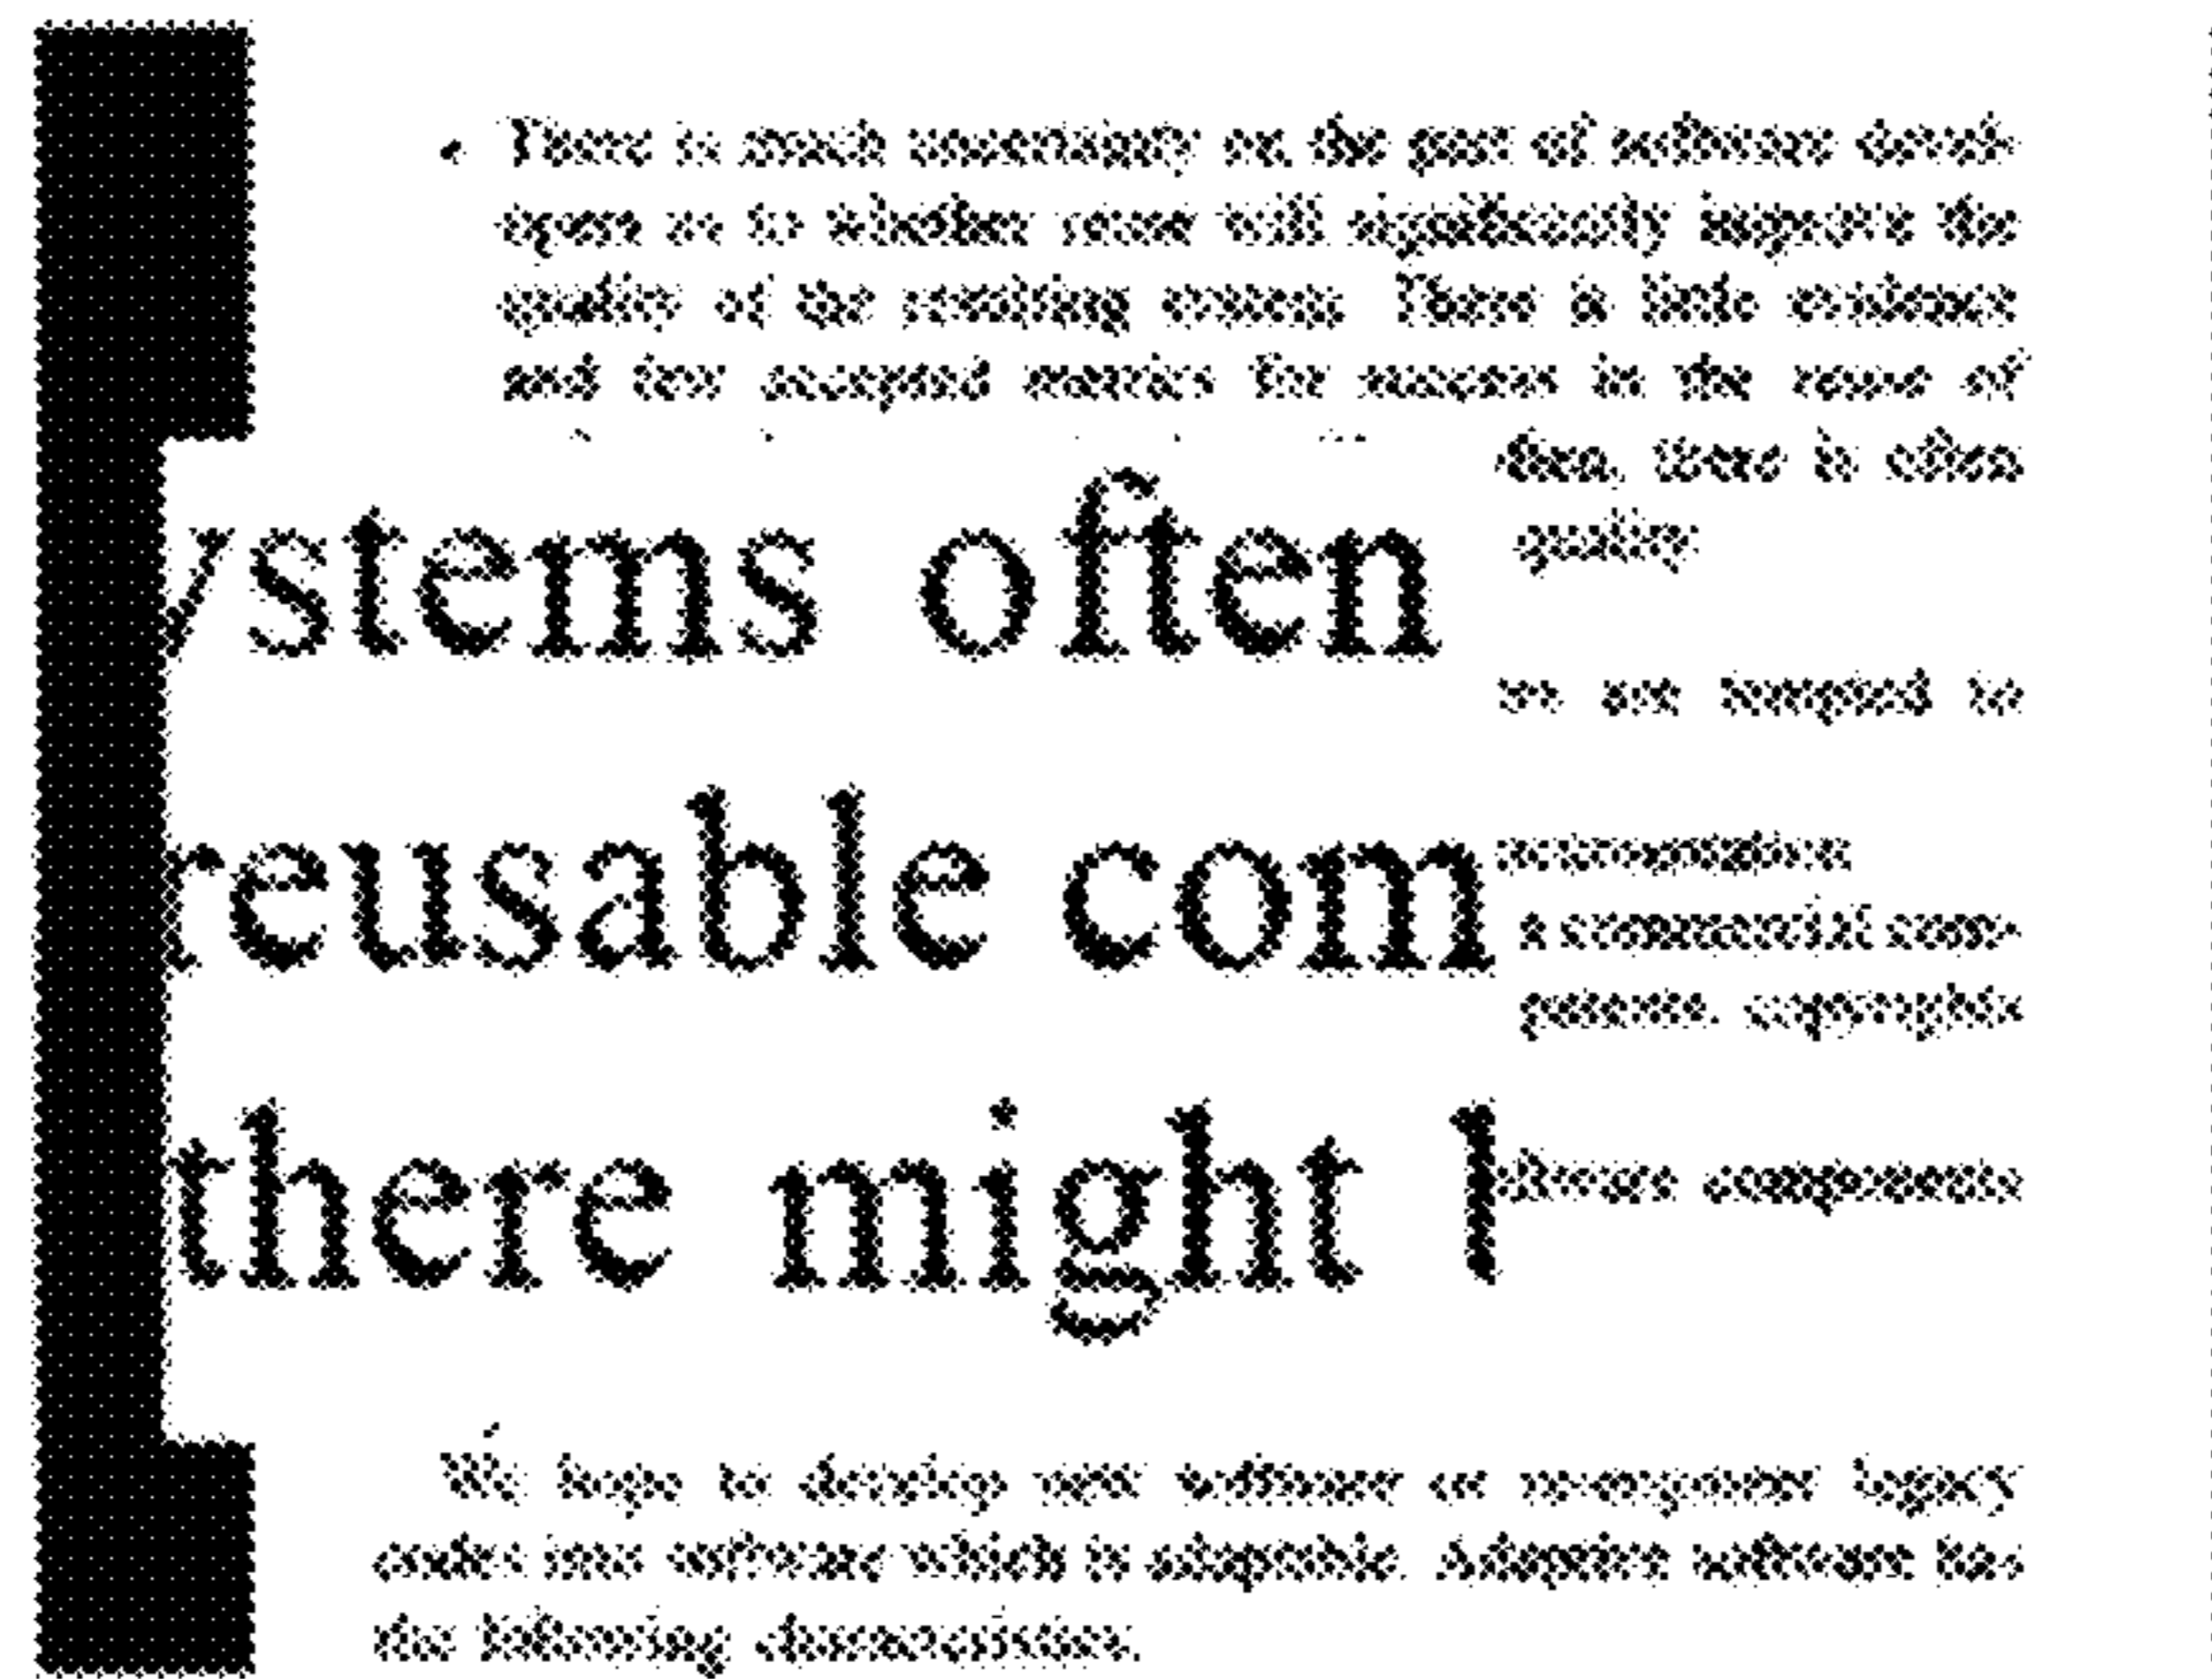 • There is much uncertainty on the part of software devel-
opers as to whether reuse will significantly improve the
quality of the resulting system. There is little evidence
and few accepted metrics for success in the reuse of
then, there is often
ystems often
quality.
we are tempted to
reusable com
automation
a commercial com-
patents, copyrights
there might l
ftware components
We hope to develop new software or re-engineer legacy
codes into software which is adaptable. Adaptive software has
the following characteristics.